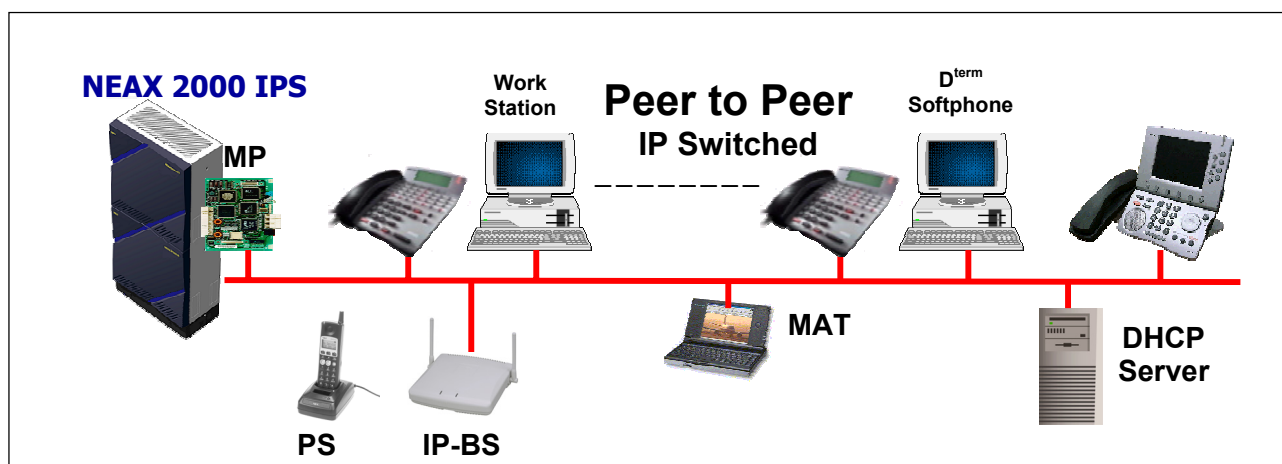 NEAX 2000 IPS
MP
Work
Station
Peer to Peer
IP Switched
Dterm
Softphone
MAT
DHCP
Server
PS
IP-BS